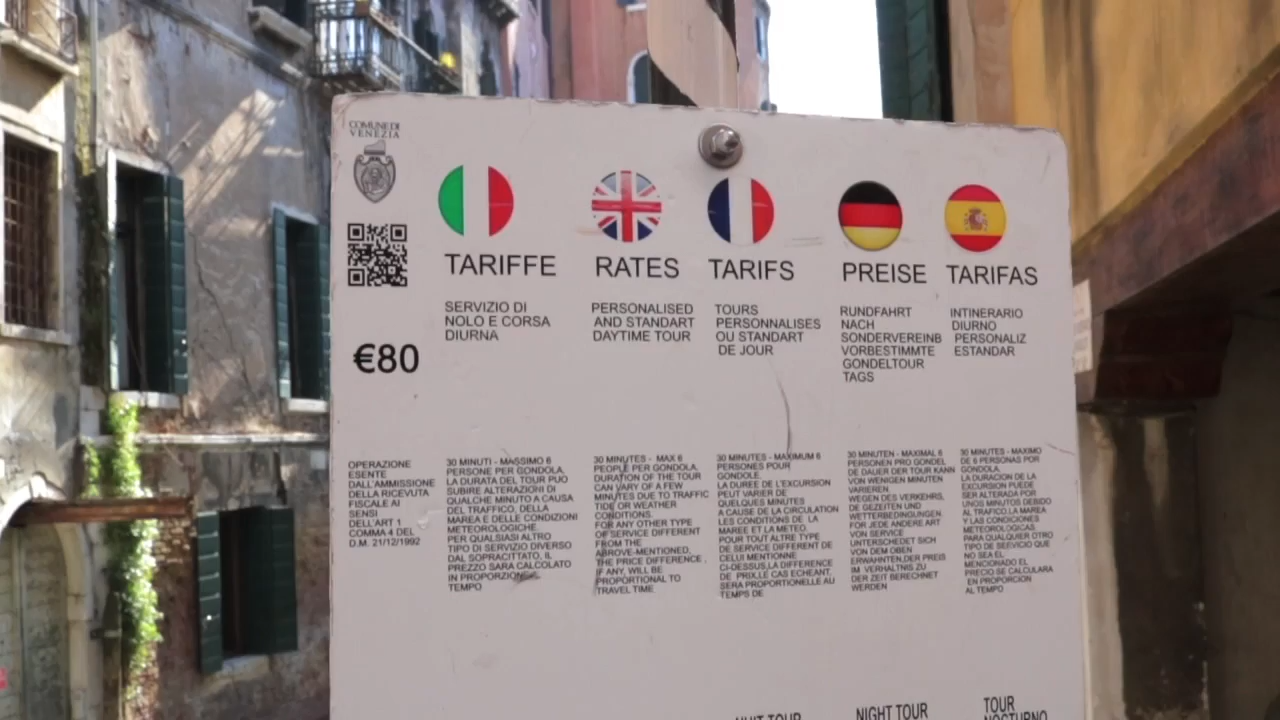 COMUNE DI
VENEZIA
TARIFFE
SERVIZIO DI
NOLO E CORSA
DIURNA
RATES
PERSONALISED
AND STANDART
DAYTIME TOUR
TARIFS
TOURS
PERSONNALISES
OU STANDART
DE JOUR
PREISE
RUNDFAHRT
NACH
SONDERVEREINB
VORBESTIMMTE
GONDELTOUR
TAGS
TARIFAS
INTINERARIO
DIURNO
PERSONALIZ
ESTANDAR
€80
OPERAZIONE
ESENTE
DALL'AMMISSIONE
DELLA RICEVUTA
FISCALE AI
SENSI
DELL'ART 1
COMMA 4 DEL
D.M. 21/12/1992
30 MINUTI - MASSIMO 6
PERSONE PER GONDOLA,
LA DURATA DEL TOUR PUO
SUBIRE ALTERAZIONI DI
QUALCHE MINUTO A CAUSA
DEL TRAFFICO, DELLA
MAREA E DELLE CONDIZIONI
METEOROLOGICHE
PER QUALSIASI ALTRO
TIPO DI SERVIZIO DIVERSO
DAL SOPRACITTATO, IL
PREZZO SARA CALCOLATO
IN PROPORZIONE
TEMPO
30 MINUTES - MAX 6
PEOPLE PER GONDOLA,
DURATION OF THE TOUR
CAN VARY OF A FEW
MINUTES DUE TO TRAFFIC
TIDE OR WEATHER
CONDITIONS.
FOR ANY OTHER TYPE
OF SERVICE DIFFERENT
FROM THE
ABROVE-MENTIONED,
THE PRICE DIFFERENCE,
IF ANY, WILL BE
PROPORTIONAL TO
TRAVEL TIME
30 MINUTES - MAXIMUM 6
PERSONES POUR
GONDOLE
LA DUREE DE L'EXCURSION
PEUT VARIER DE
QUELQUES MINUTES
A CAUSE DE LA CIRCULATION
LES CONDITIONS DE LA
MAREE ET LA METEO.
POUR TOUT ALTRE TYPE
DE SERVICE DIFFERENT DE
CELUI MENTIONNE
CI-DESSUS,LA DIFFERENCE
DE PRIX,LE CAS ECHEANT,
SERA PROPORTIONELLE AU
TEMPS DE
30 MINUTEN - MAXIMAL 6
PERSONEN PRO GONDEL
DE DAUER DER TOUR KANN
VON WENIGEN MINUTEN
VARIEREN
WEGEN DES VERKEHRS,
DE GEZEITEN UND
WETTERBEDINGUNGEN.
FOR JEDE ANDERE ART
VON SERVICE
UNTERSCHEDET SICH
VON DEM OBEN
ERWAHNTEN,DER PREIS
IM VERHALTNIS ZU
DER ZEIT BERECHNET
WERDEN
30 MINUTES - MAXIMO
DE 6 PERSONAS POR
GONDOLA,
LA DURACION DE LA
EXCURSION PUEDE
SER ALTERADA POR
UNOS MINUTOS DEBIDO
AL TRAFICO,LA MAREA
Y LAS CONDICIONES
METEOROLOGICAS
PARA QUALQUIER OTRO
TIPO DE SEEVICIO QUE
NO SEA EL
MENCIONADO EL
PRECIO SE CALCULARA
EN PROPORCION
AL TEMPO
NUIT TOUR
NIGHT TOUR
TOUR
NOCTURNO